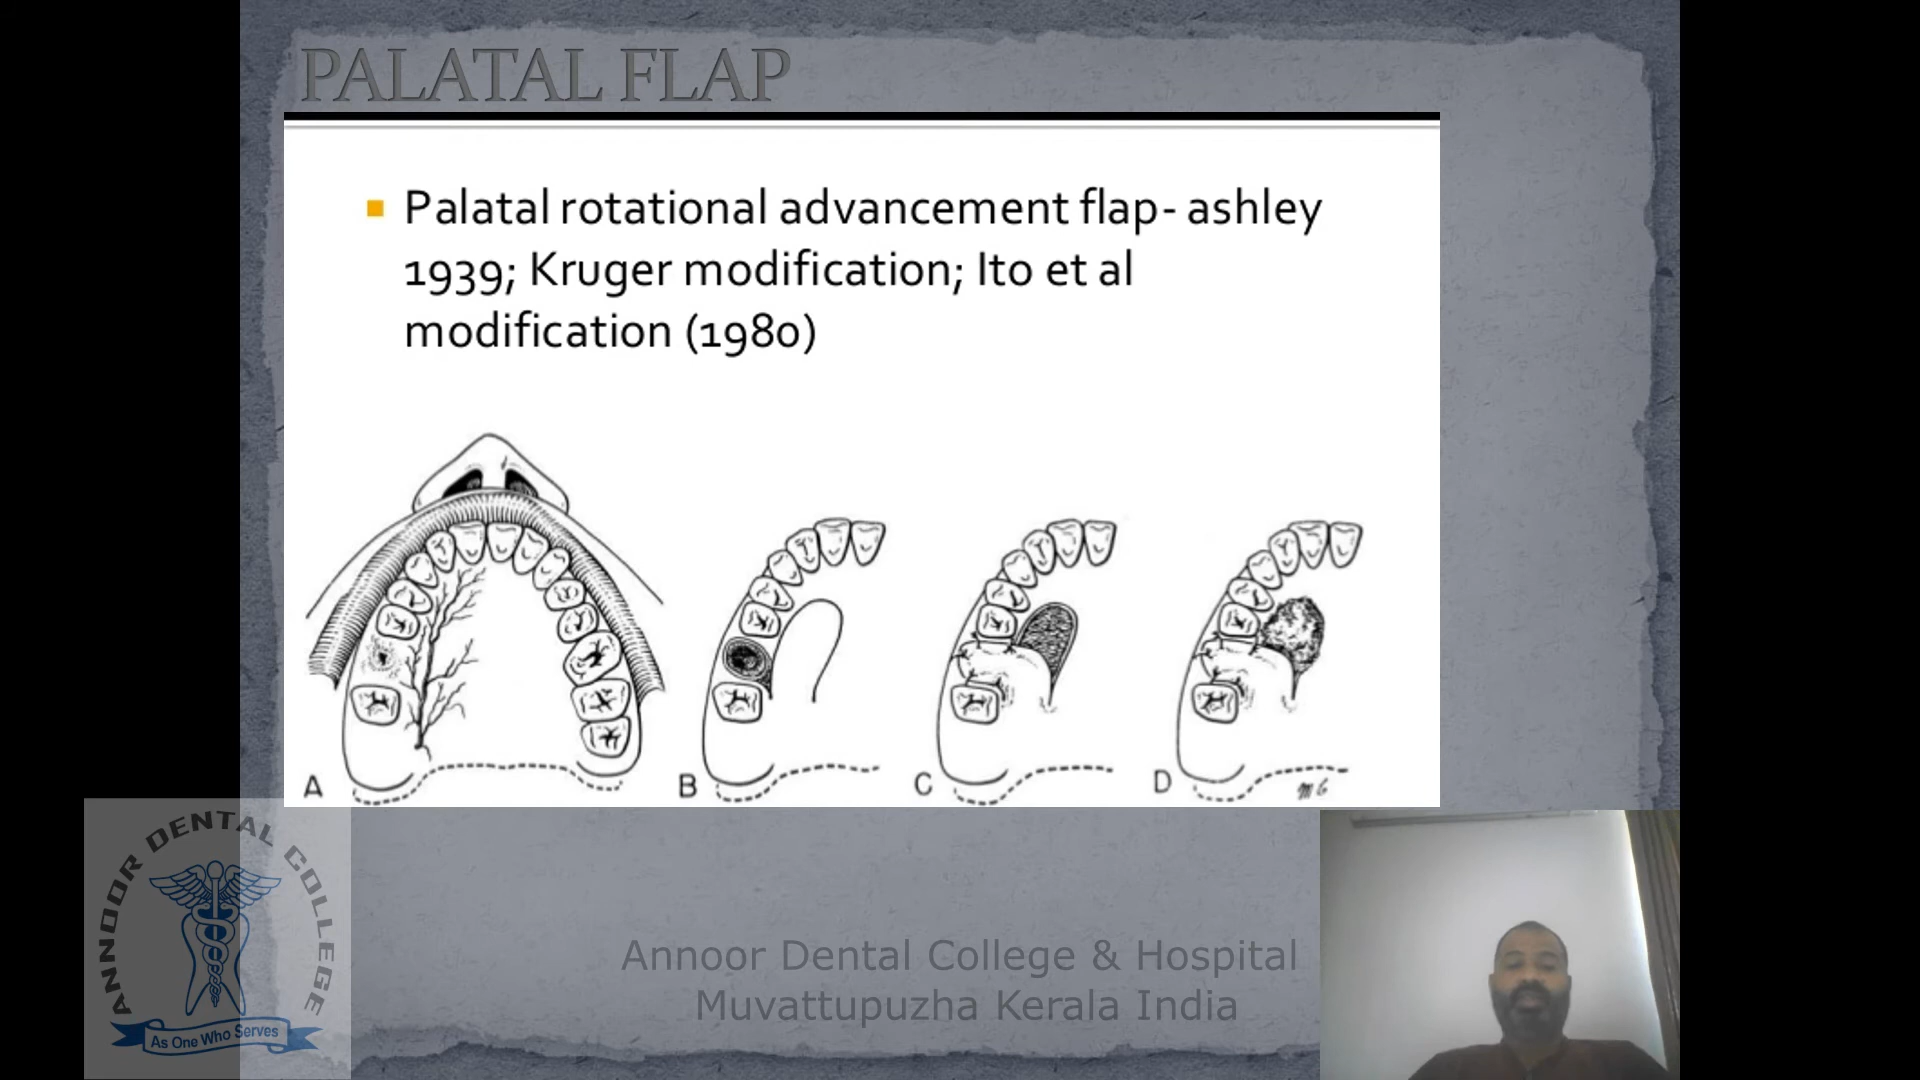 PALATAL FLAP
Palatal rotational advancement flap- ashley
1939; Kruger modification; Ito et al
modification (1980)
A
B
C
D
ANNOOR DENTAL COLLEGE
As One Who Serves
Annoor Dental College & Hospital
Muvattupuzha Kerala India